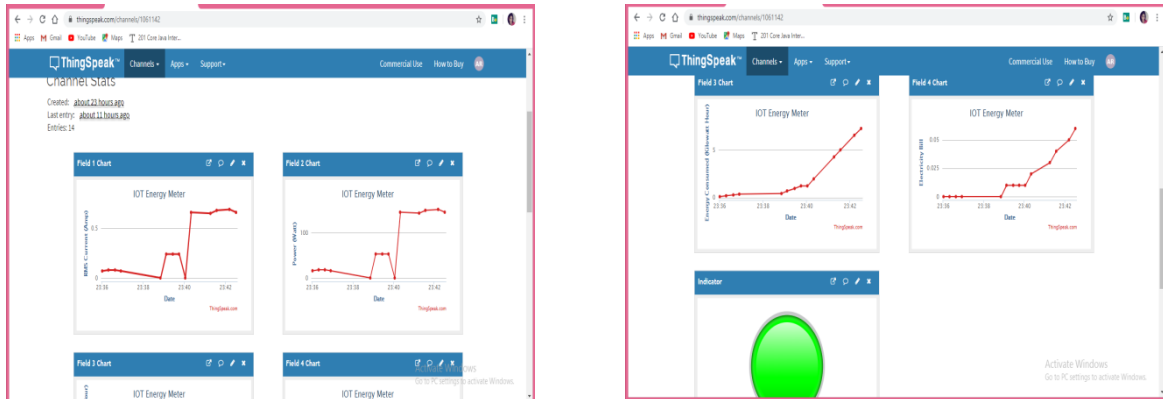 thingspeak.com/channels/1061142
Apps Gmail YouTube Maps 201 Core Java Inter...
ThingSpeak™ Channels Apps Support Commercial Use How to Buy AR
Channel Stats
Created: about 23 hours ago
Last entry: about 11 hours ago
Entries: 14
Field 1 Chart
IOT Energy Meter
RMS Current (Amp)
0.5
0
23:36 23:38 23:40 23:42
Date
ThingSpeak.com
Field 2 Chart
IOT Energy Meter
Power (Watt)
100
0
23:36 23:38 23:40 23:42
Date
ThingSpeak.com
Field 3 Chart
IOT Energy Meter
Field 4 Chart
IOT Energy Meter
Activate Windows
Go to PC settings to activate Windows.
thingspeak.com/channels/1061142
Apps Gmail YouTube Maps 201 Core Java Inter...
ThingSpeak™ Channels Apps Support Commercial Use How to Buy AR
Field 3 Chart
IOT Energy Meter
Energy Consumed (Kilowatt Hour)
5
0
23:36 23:38 23:40 23:42
Date
ThingSpeak.com
Field 4 Chart
IOT Energy Meter
Electricity Bill
0.05
0.025
0
23:36 23:38 23:40 23:42
Date
ThingSpeak.com
Indicator
Activate Windows
Go to PC settings to activate Windows.